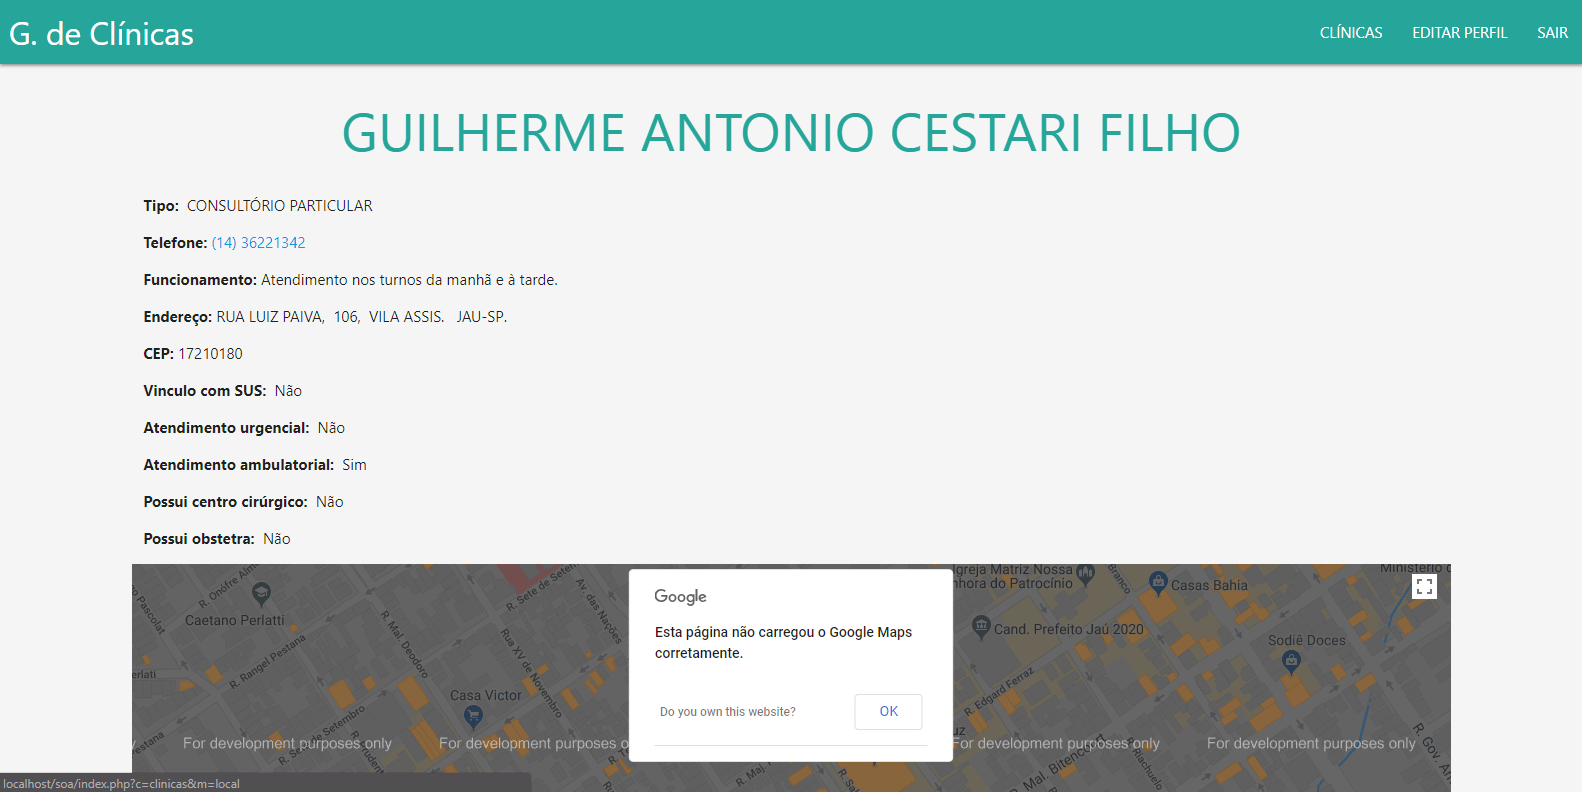 G. de Clínicas
CLÍNICAS
EDITAR PERFIL
SAIR
GUILHERME ANTONIO CESTARI FILHO
Tipo: CONSULTÓRIO PARTICULAR
Telefone: (14) 36221342
Funcionamento: Atendimento nos turnos da manhã e à tarde.
Endereço: RUA LUIZ PAIVA, 106, VILA ASSIS. JAU-SP.
CEP: 17210180
Vinculo com SUS: Não
Atendimento urgencial: Não
Atendimento ambulatorial: Sim
Possui centro cirúrgico: Não
Possui obstetra: Não
R. Onófre Alm
Caetano Perlatti
R. Rangel Pestana
R. Mal. Deodoro
R. Sete de Setem
Av. das Nações
Rua XV de Novembro
Casa Victor
R. Sete de Setembro
Google
Esta página não carregou o Google Maps
corretamente.
Do you own this website?
OK
Igreja Matriz Nossa
nhora do Patrocínio
Branco
Casas Bahia
Ministério d
Cand. Prefeito Jaú 2020
Sodiê Doces
R. Edgard Ferraz
For development purposes only
For development purposes o
For development purposes only
For development purposes only
R. Maj.
R. Mal. Bitencourt
Riachuelo
R. Gov. A
localhost/soa/index.php?c=clinicas&m=local